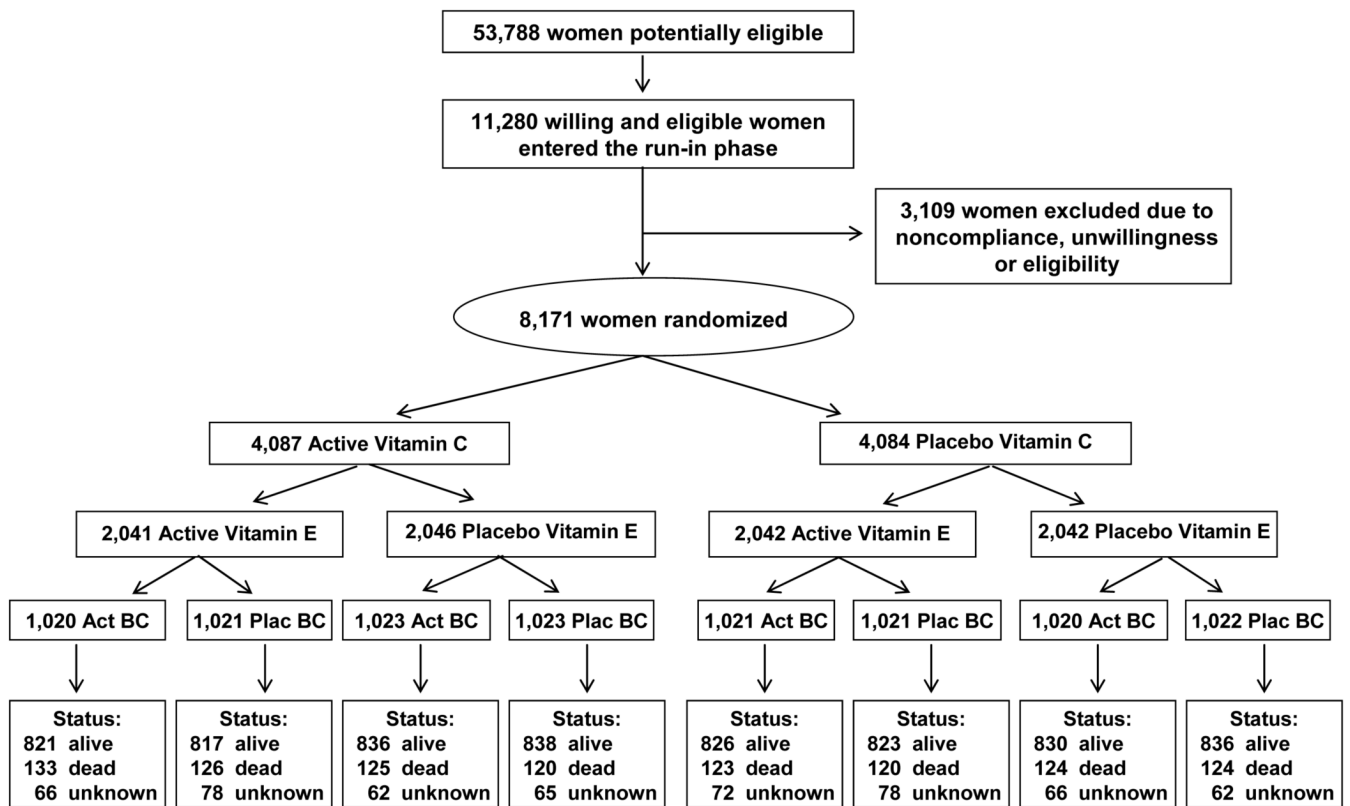 53,788 women potentially eligible
11,280 willing and eligible women
entered the run-in phase
3,109 women excluded due to
noncompliance, unwillingness
or eligibility
8,171 women randomized
4,087 Active Vitamin C
4,084 Placebo Vitamin C
2,041 Active Vitamin E
2,046 Placebo Vitamin E
2,042 Active Vitamin E
2,042 Placebo Vitamin E
1,020 Act BC
1,021 Plac BC
1,023 Act BC
1,023 Plac BC
1,021 Act BC
1,021 Plac BC
1,020 Act BC
1,022 Plac BC
Status:
821 alive
133 dead
66 unknown
Status:
817 alive
126 dead
78 unknown
Status:
836 alive
125 dead
62 unknown
Status:
838 alive
120 dead
65 unknown
Status:
826 alive
123 dead
72 unknown
Status:
823 alive
120 dead
78 unknown
Status:
830 alive
124 dead
66 unknown
Status:
836 alive
124 dead
62 unknown